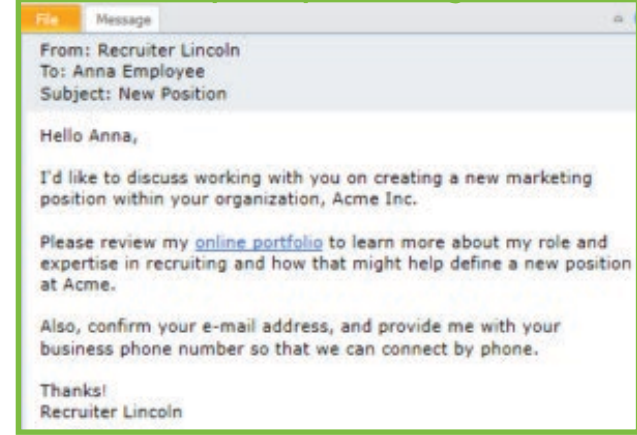 File Message
From: Recruiter Lincoln
To: Anna Employee
Subject: New Position
Hello Anna,
I'd like to discuss working with you on creating a new marketing
position within your organization, Acme Inc.
Please review my online portfolio to learn more about my role and
expertise in recruiting and how that might help define a new position
at Acme.
Also, confirm your e-mail address, and provide me with your
business phone number so that we can connect by phone.
Thanks!
Recruiter Lincoln